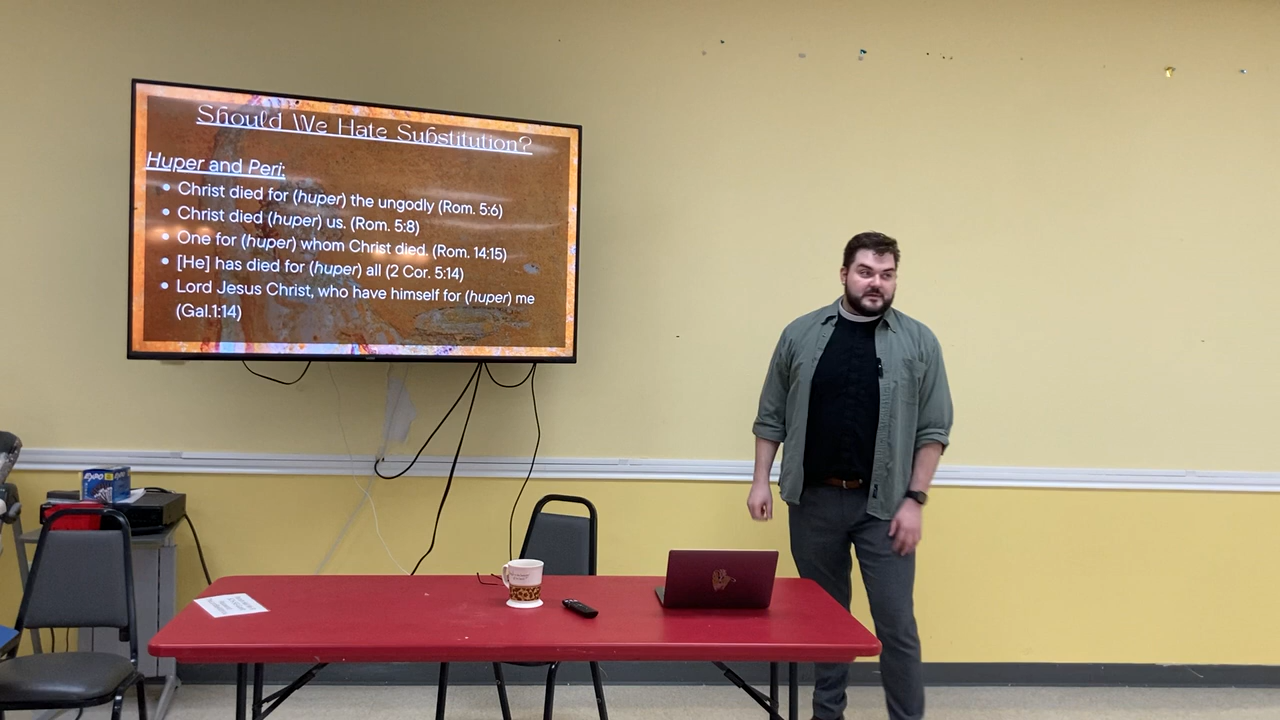 Should We Hate Substitution?
Huper and Peri:
• Christ died for (huper) the ungodly (Rom. 5:6)
• Christ died (huper) us. (Rom. 5:8)
• One for (huper) whom Christ died. (Rom. 14:15)
• [He] has died for (huper) all (2 Cor. 5:14)
• Lord Jesus Christ, who have himself for (huper) me
(Gal.1:14)
EXPO